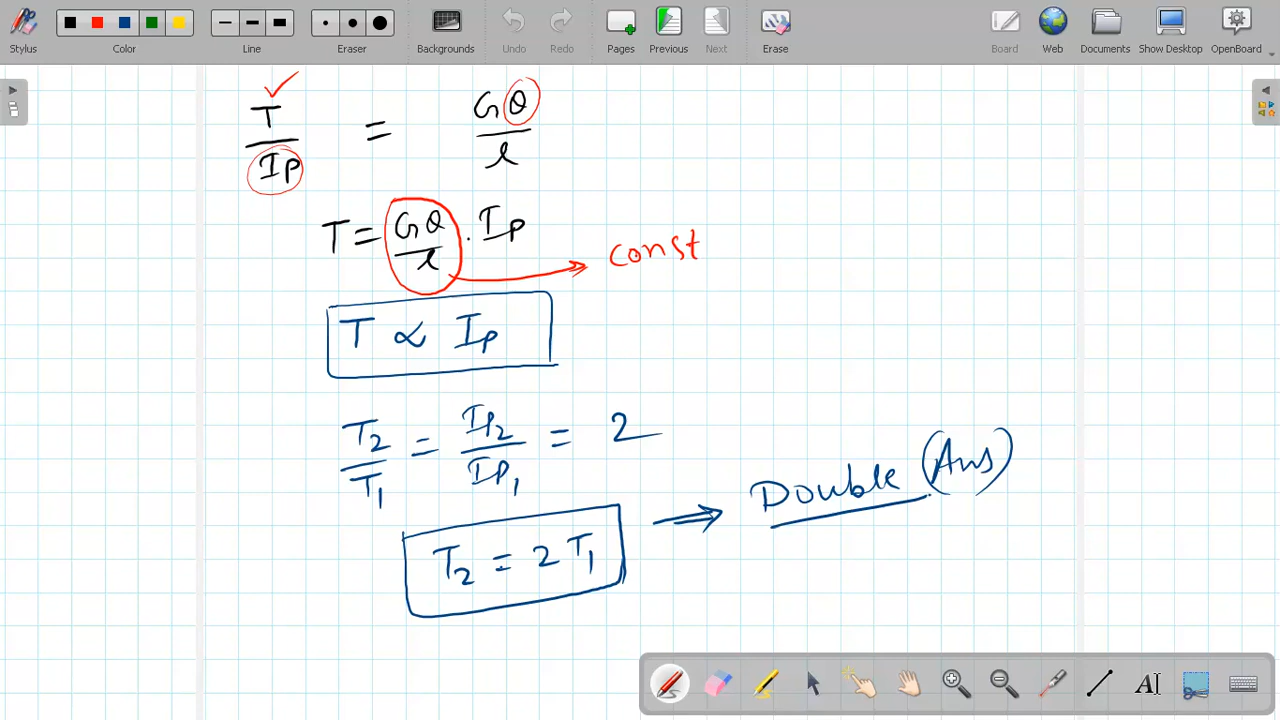 Stylus Color Line Eraser Backgrounds Undo Redo Pages Previous Next Erase Board Web Documents Show Desktop OpenBoard
T/Ip = Gθ/l
T = Gθ/l . Ip → const
T ∝ Ip
T2/T1 = Ip2/Ip1 = 2
T2 = 2 T1 ⇒ Double (Ans)
AI